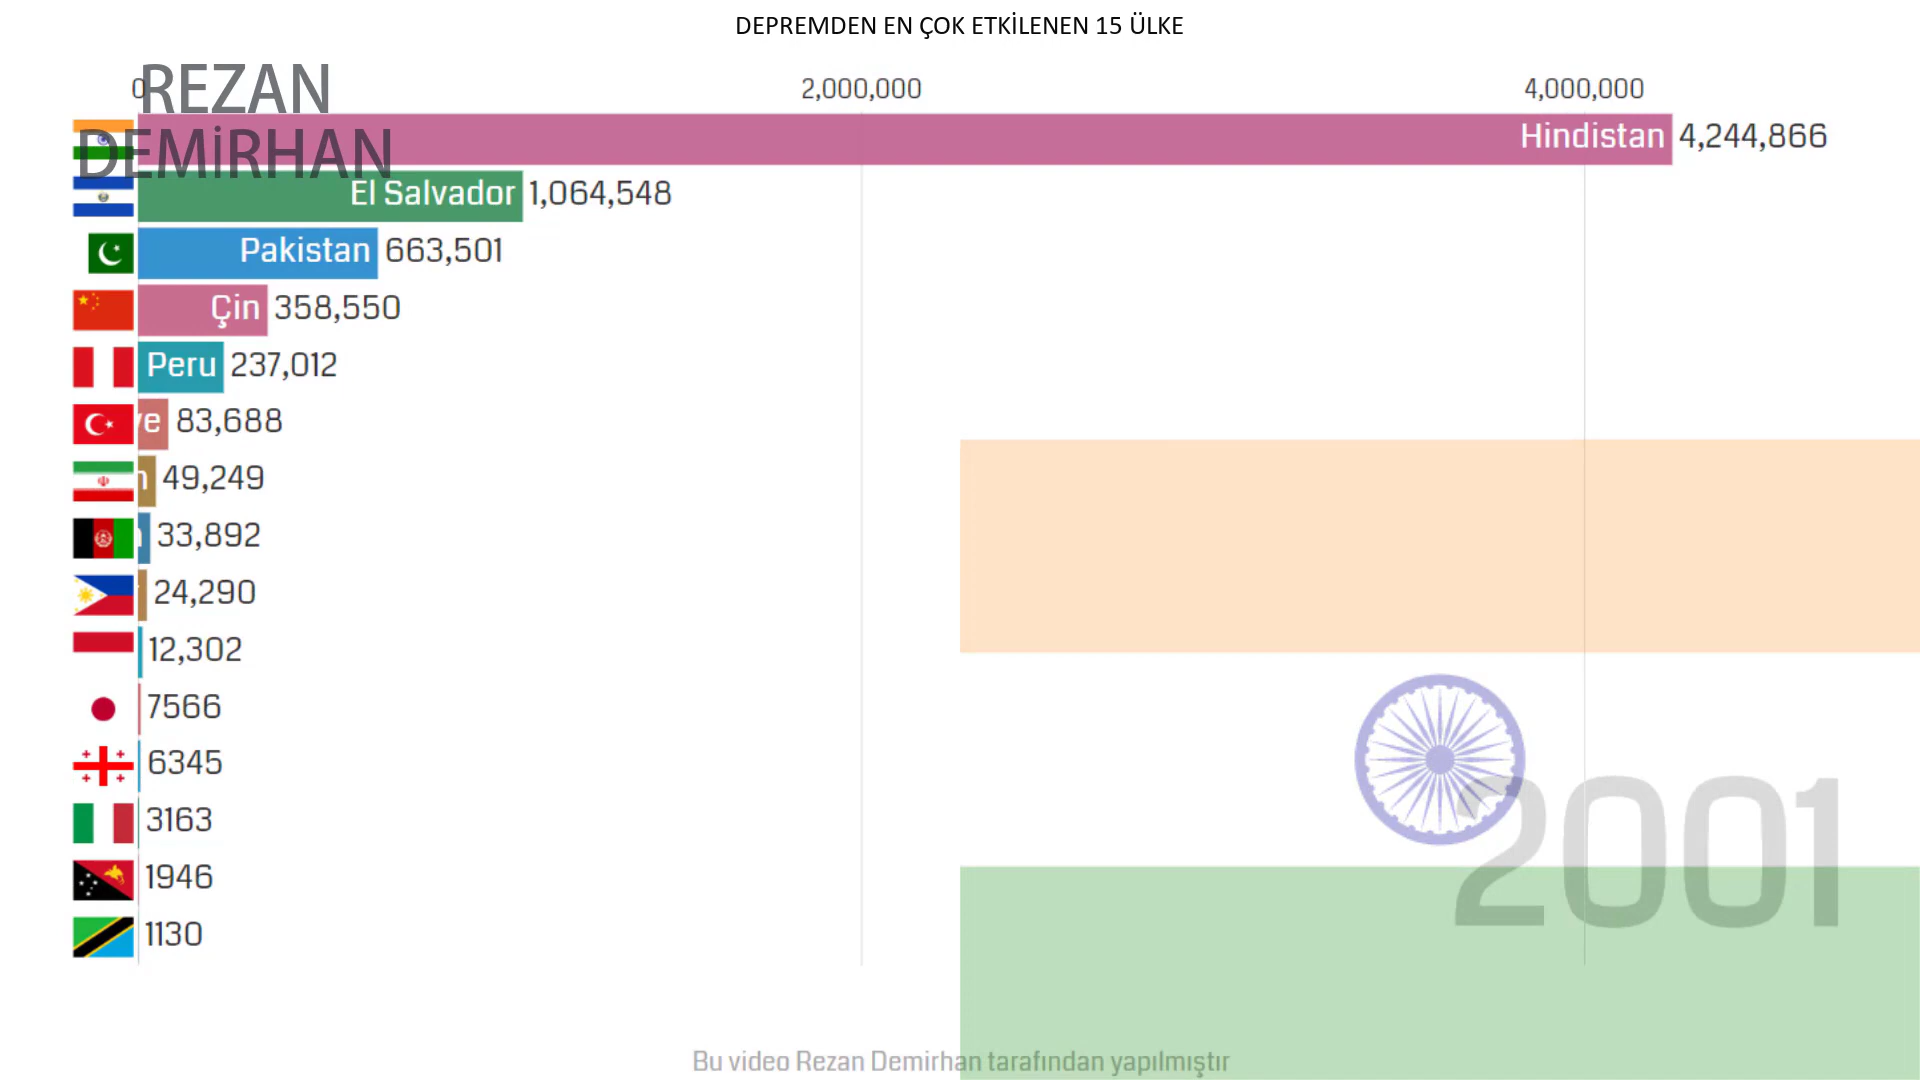 DEPREMDEN EN ÇOK ETKİLENEN 15 ÜLKE
0 2,000,000 4,000,000
REZAN
DEMİRHAN
Hindistan 4,244,866
El Salvador 1,064,548
Pakistan 663,501
Çin 358,550
Peru 237,012
83,688
49,249
33,892
24,290
12,302
7566
6345
3163
1946
1130
2001
Bu video Rezan Demirhan tarafından yapılmıştır